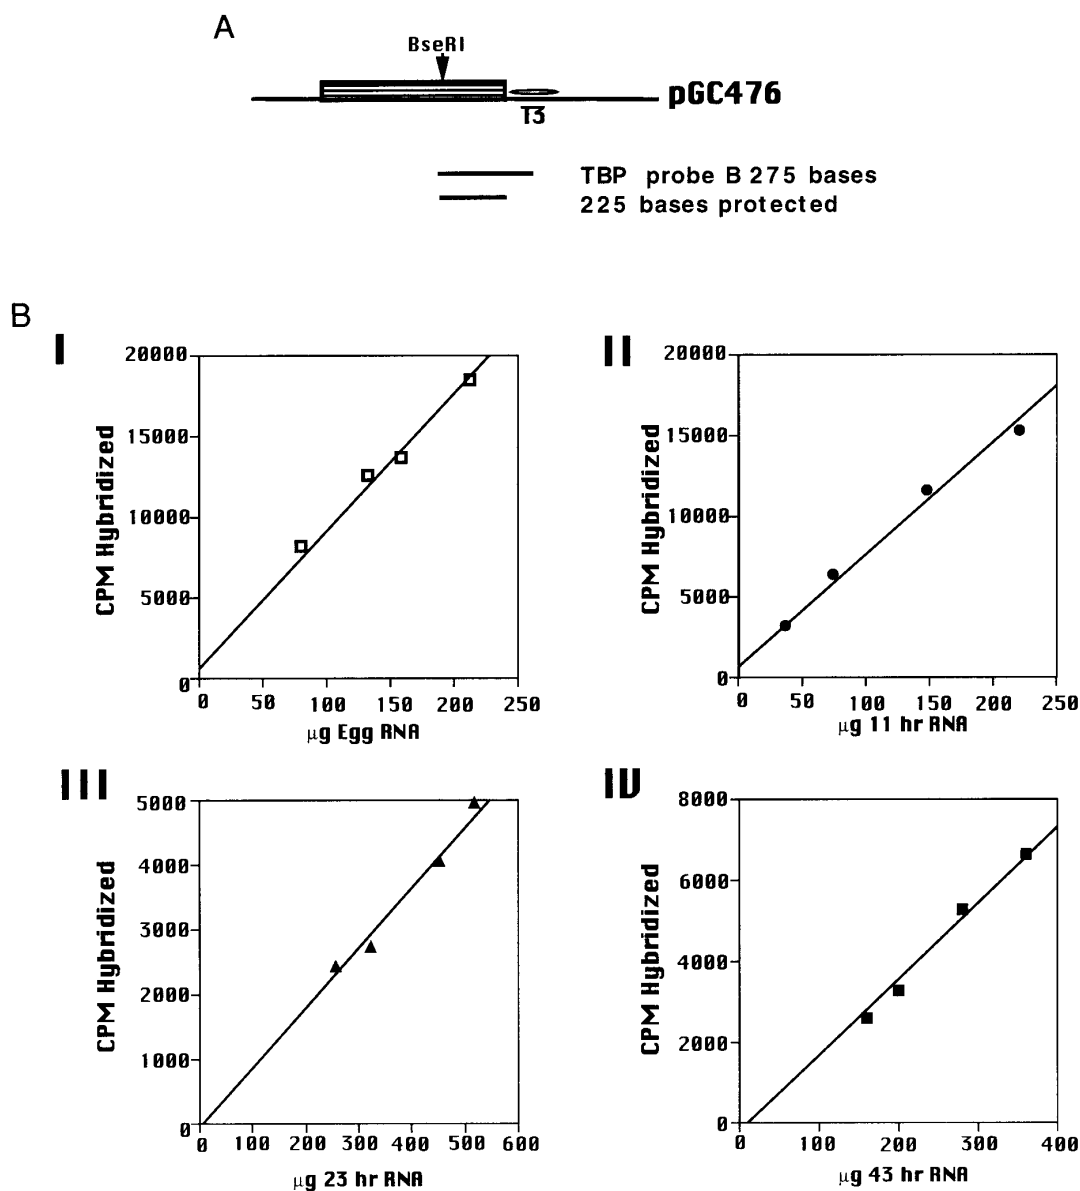 A
BseRI
pGC476
T3
TBP probe B 275 bases
225 bases protected
B
I
20000
15000
10000
5000
0
CPM Hybridized
0 50 100 150 200 250
μg Egg RNA
II
20000
15000
10000
5000
0
CPM Hybridized
0 50 100 150 200 250
μg 11 hr RNA
III
5000
4000
3000
2000
1000
0
CPM Hybridized
0 100 200 300 400 500 600
μg 23 hr RNA
IV
8000
6000
4000
2000
0
CPM Hybridized
0 100 200 300 400
μg 43 hr RNA